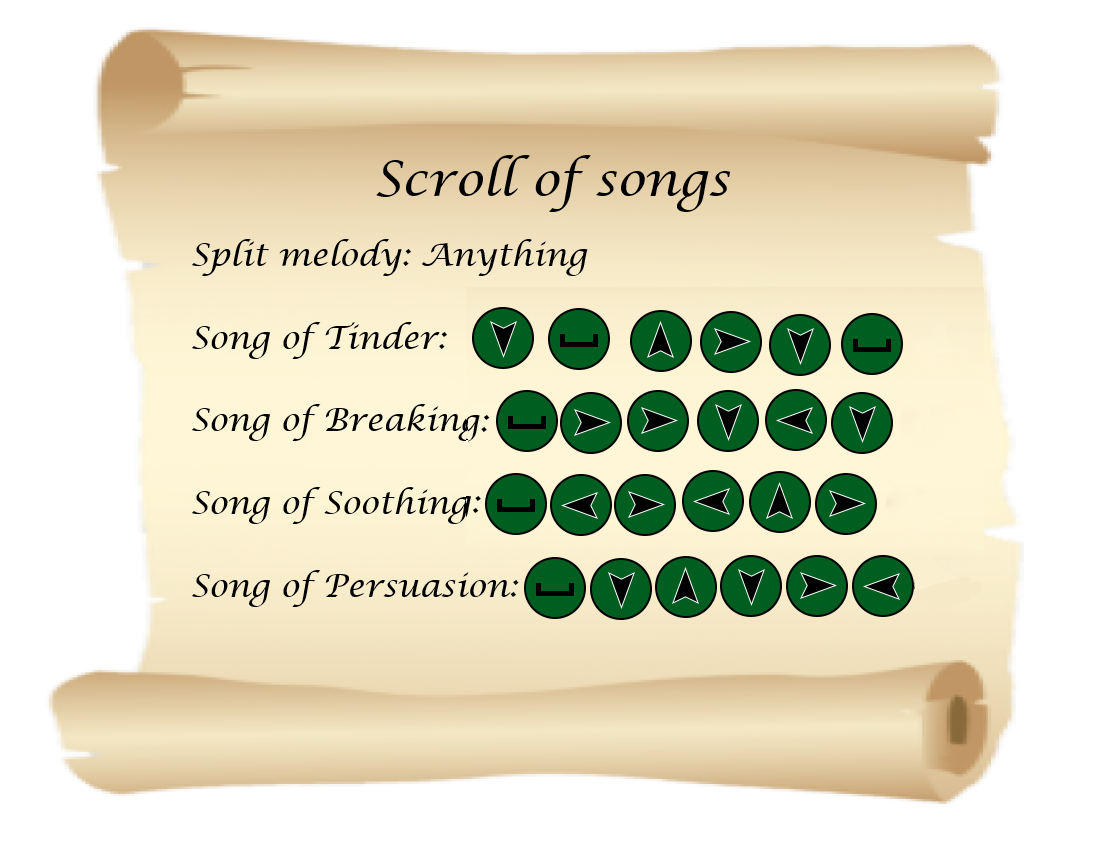 Scroll of songs
Split melody: Anything
Song of Tinder:
Song of Breaking:
Song of Soothing:
Song of Persuasion: